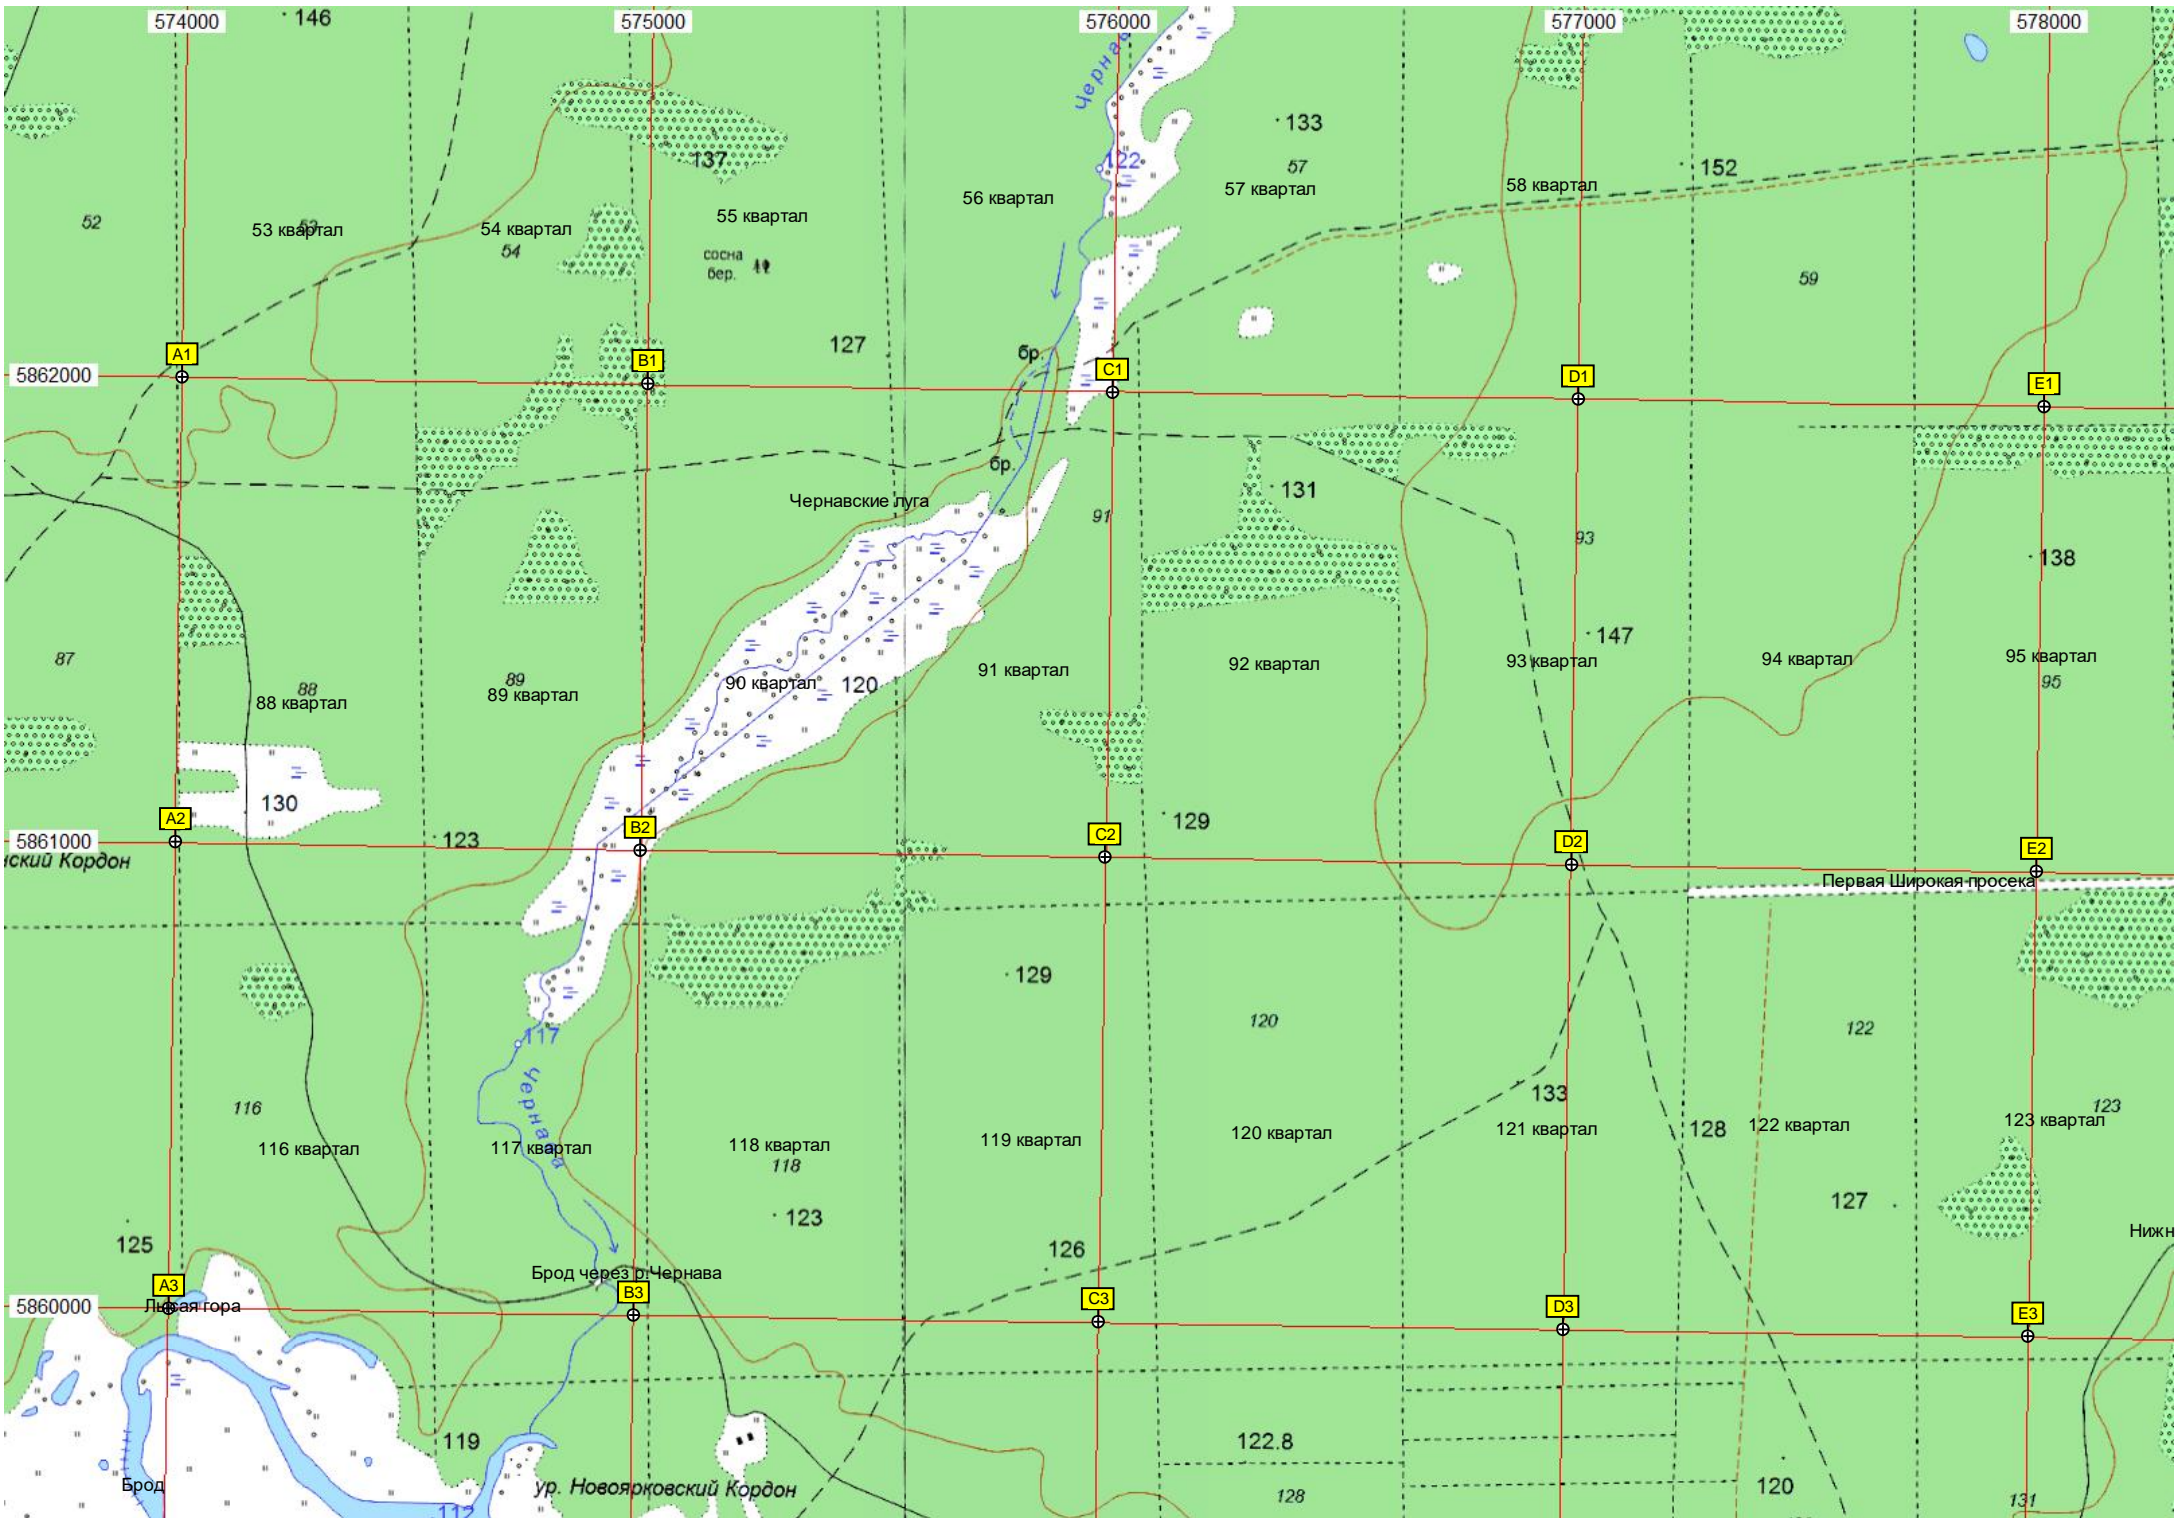 574000
146
575000
576000
577000
578000
Чернав
133
137
122
57
152
56 квартал
57 квартал
58 квартал
52
53
53 квартал
54 квартал
54
55 квартал
сосна
бер.
59
127
бр.
A1
B1
C1
D1
E1
5862000
бр.
Чернавские луга
131
91
93
138
147
87
88
88 квартал
89
89 квартал
90 квартал
120
91 квартал
92 квартал
93 квартал
94 квартал
95 квартал
95
130
A2
B2
C2
D2
E2
123
129
5861000
нский Кордон
Первая Широкая просека
129
117
120
122
Чернава
116
133
123
116 квартал
117 квартал
118 квартал
118
119 квартал
120 квартал
121 квартал
128
122 квартал
123 квартал
127
123
125
126
Нижн
Брод через р.Чернава
A3
B3
C3
D3
E3
5860000
Лысая гора
119
122.8
Брод
ур. Новоярковский Кордон
112
128
120
131